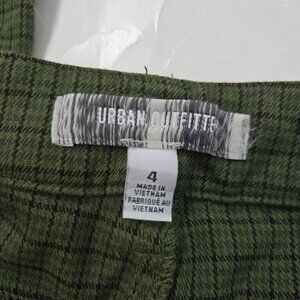 URBAN OUTFITTE
4
MADE IN
VIETNAM
FABRIQUÉ AU
VIETNAM